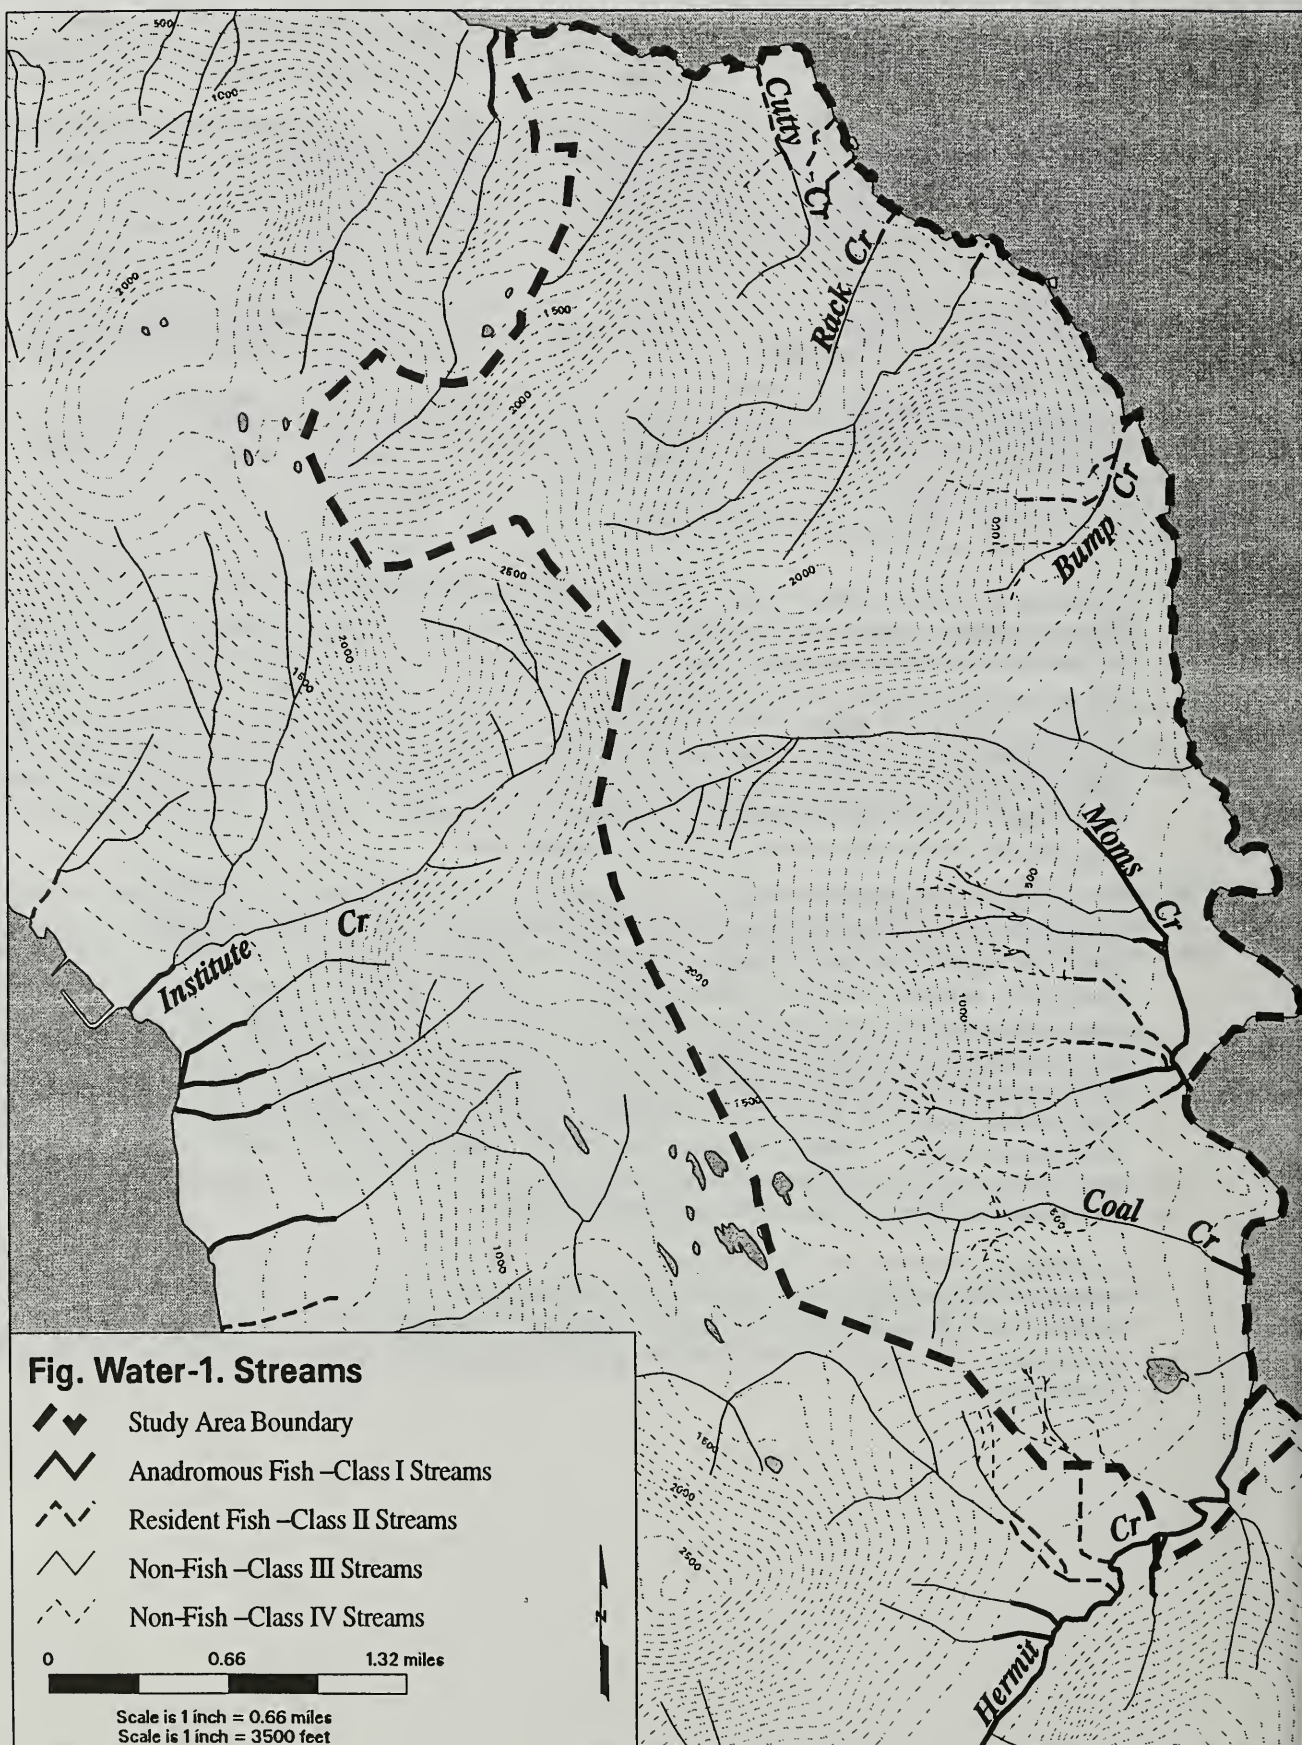 500
1000
2000
1500
2000
2500
2000
1500
1000
2000
500
1000
2000
1500
500
1000
1500
2000
2500
Cutty Cr
Rack Cr
Bump Cr
Moms Cr
Institute Cr
Coal Cr
Hermit Cr
Fig. Water-1. Streams
Study Area Boundary
Anadromous Fish –Class I Streams
Resident Fish –Class II Streams
Non-Fish –Class III Streams
Non-Fish –Class IV Streams
0 0.66 1.32 miles
Scale is 1 inch = 0.66 miles
Scale is 1 inch = 3500 feet
N